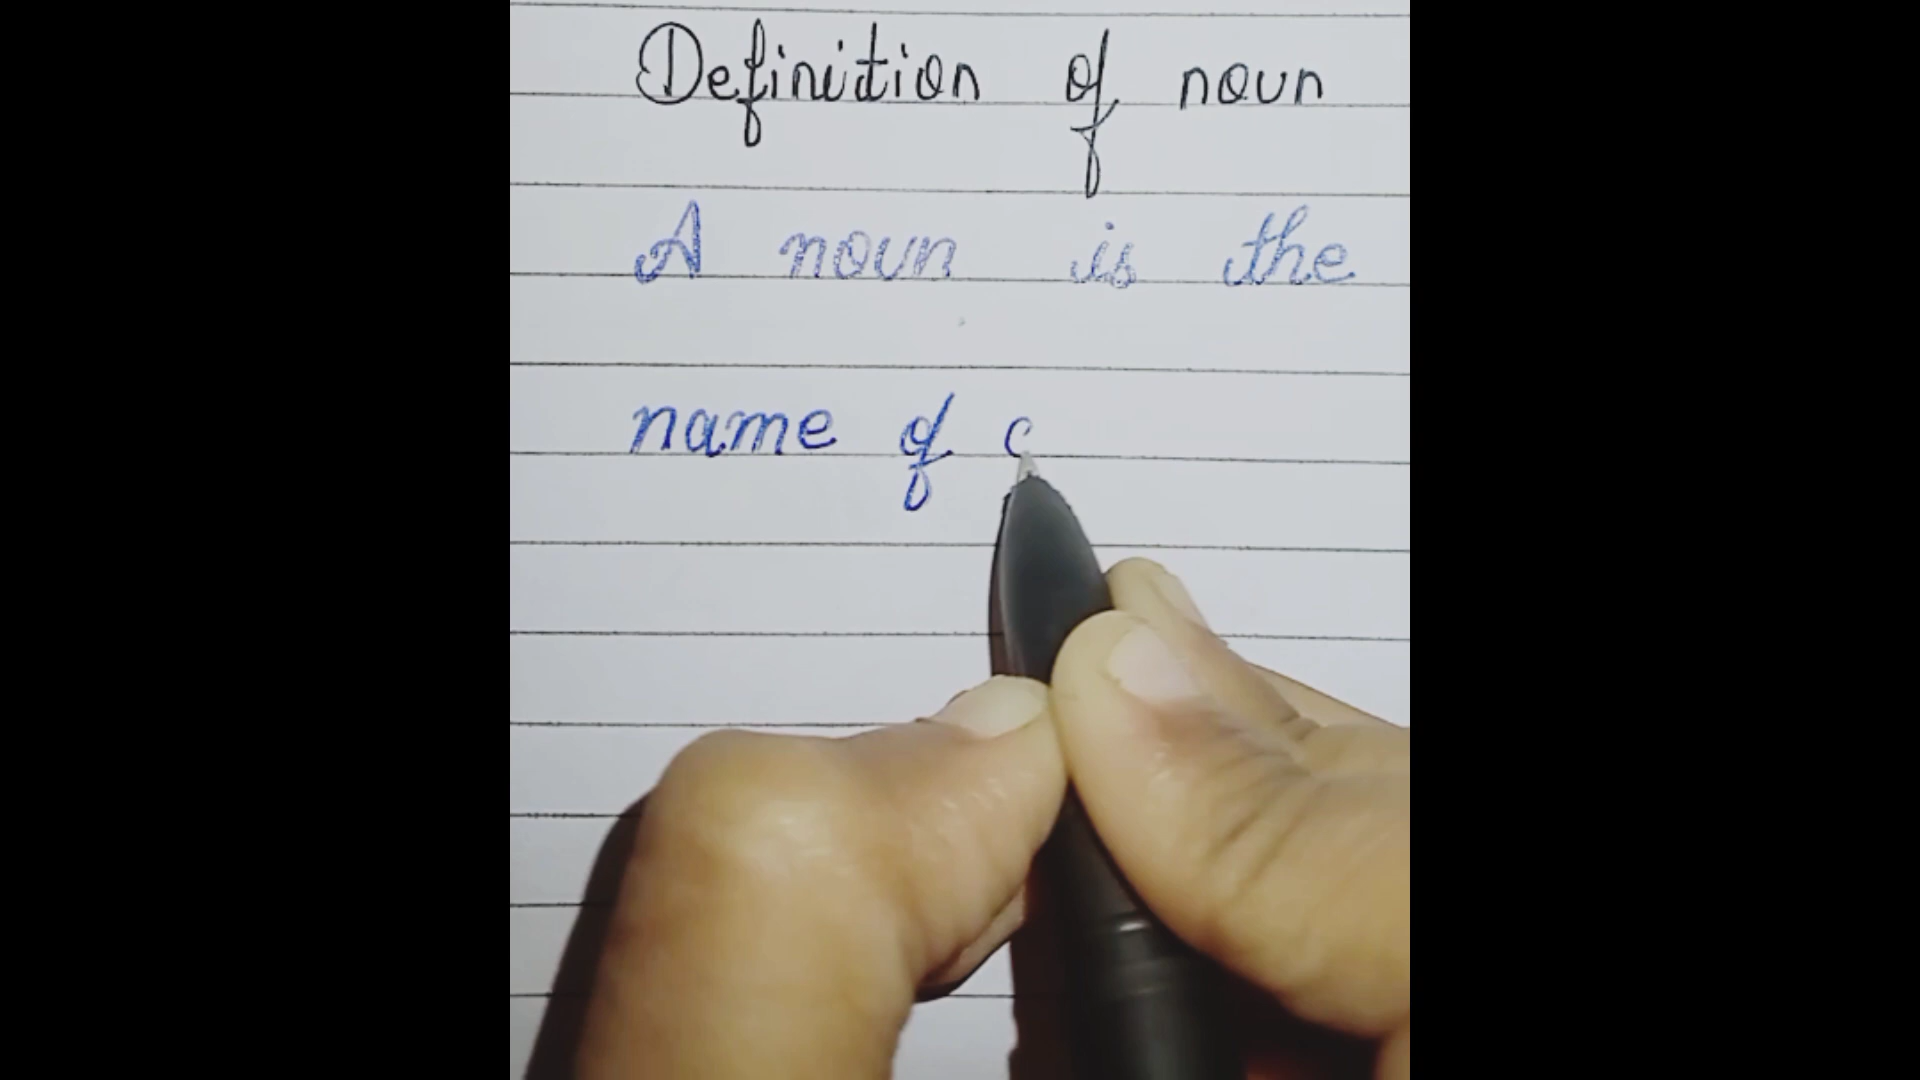 Definition of noun
A noun is the
name of